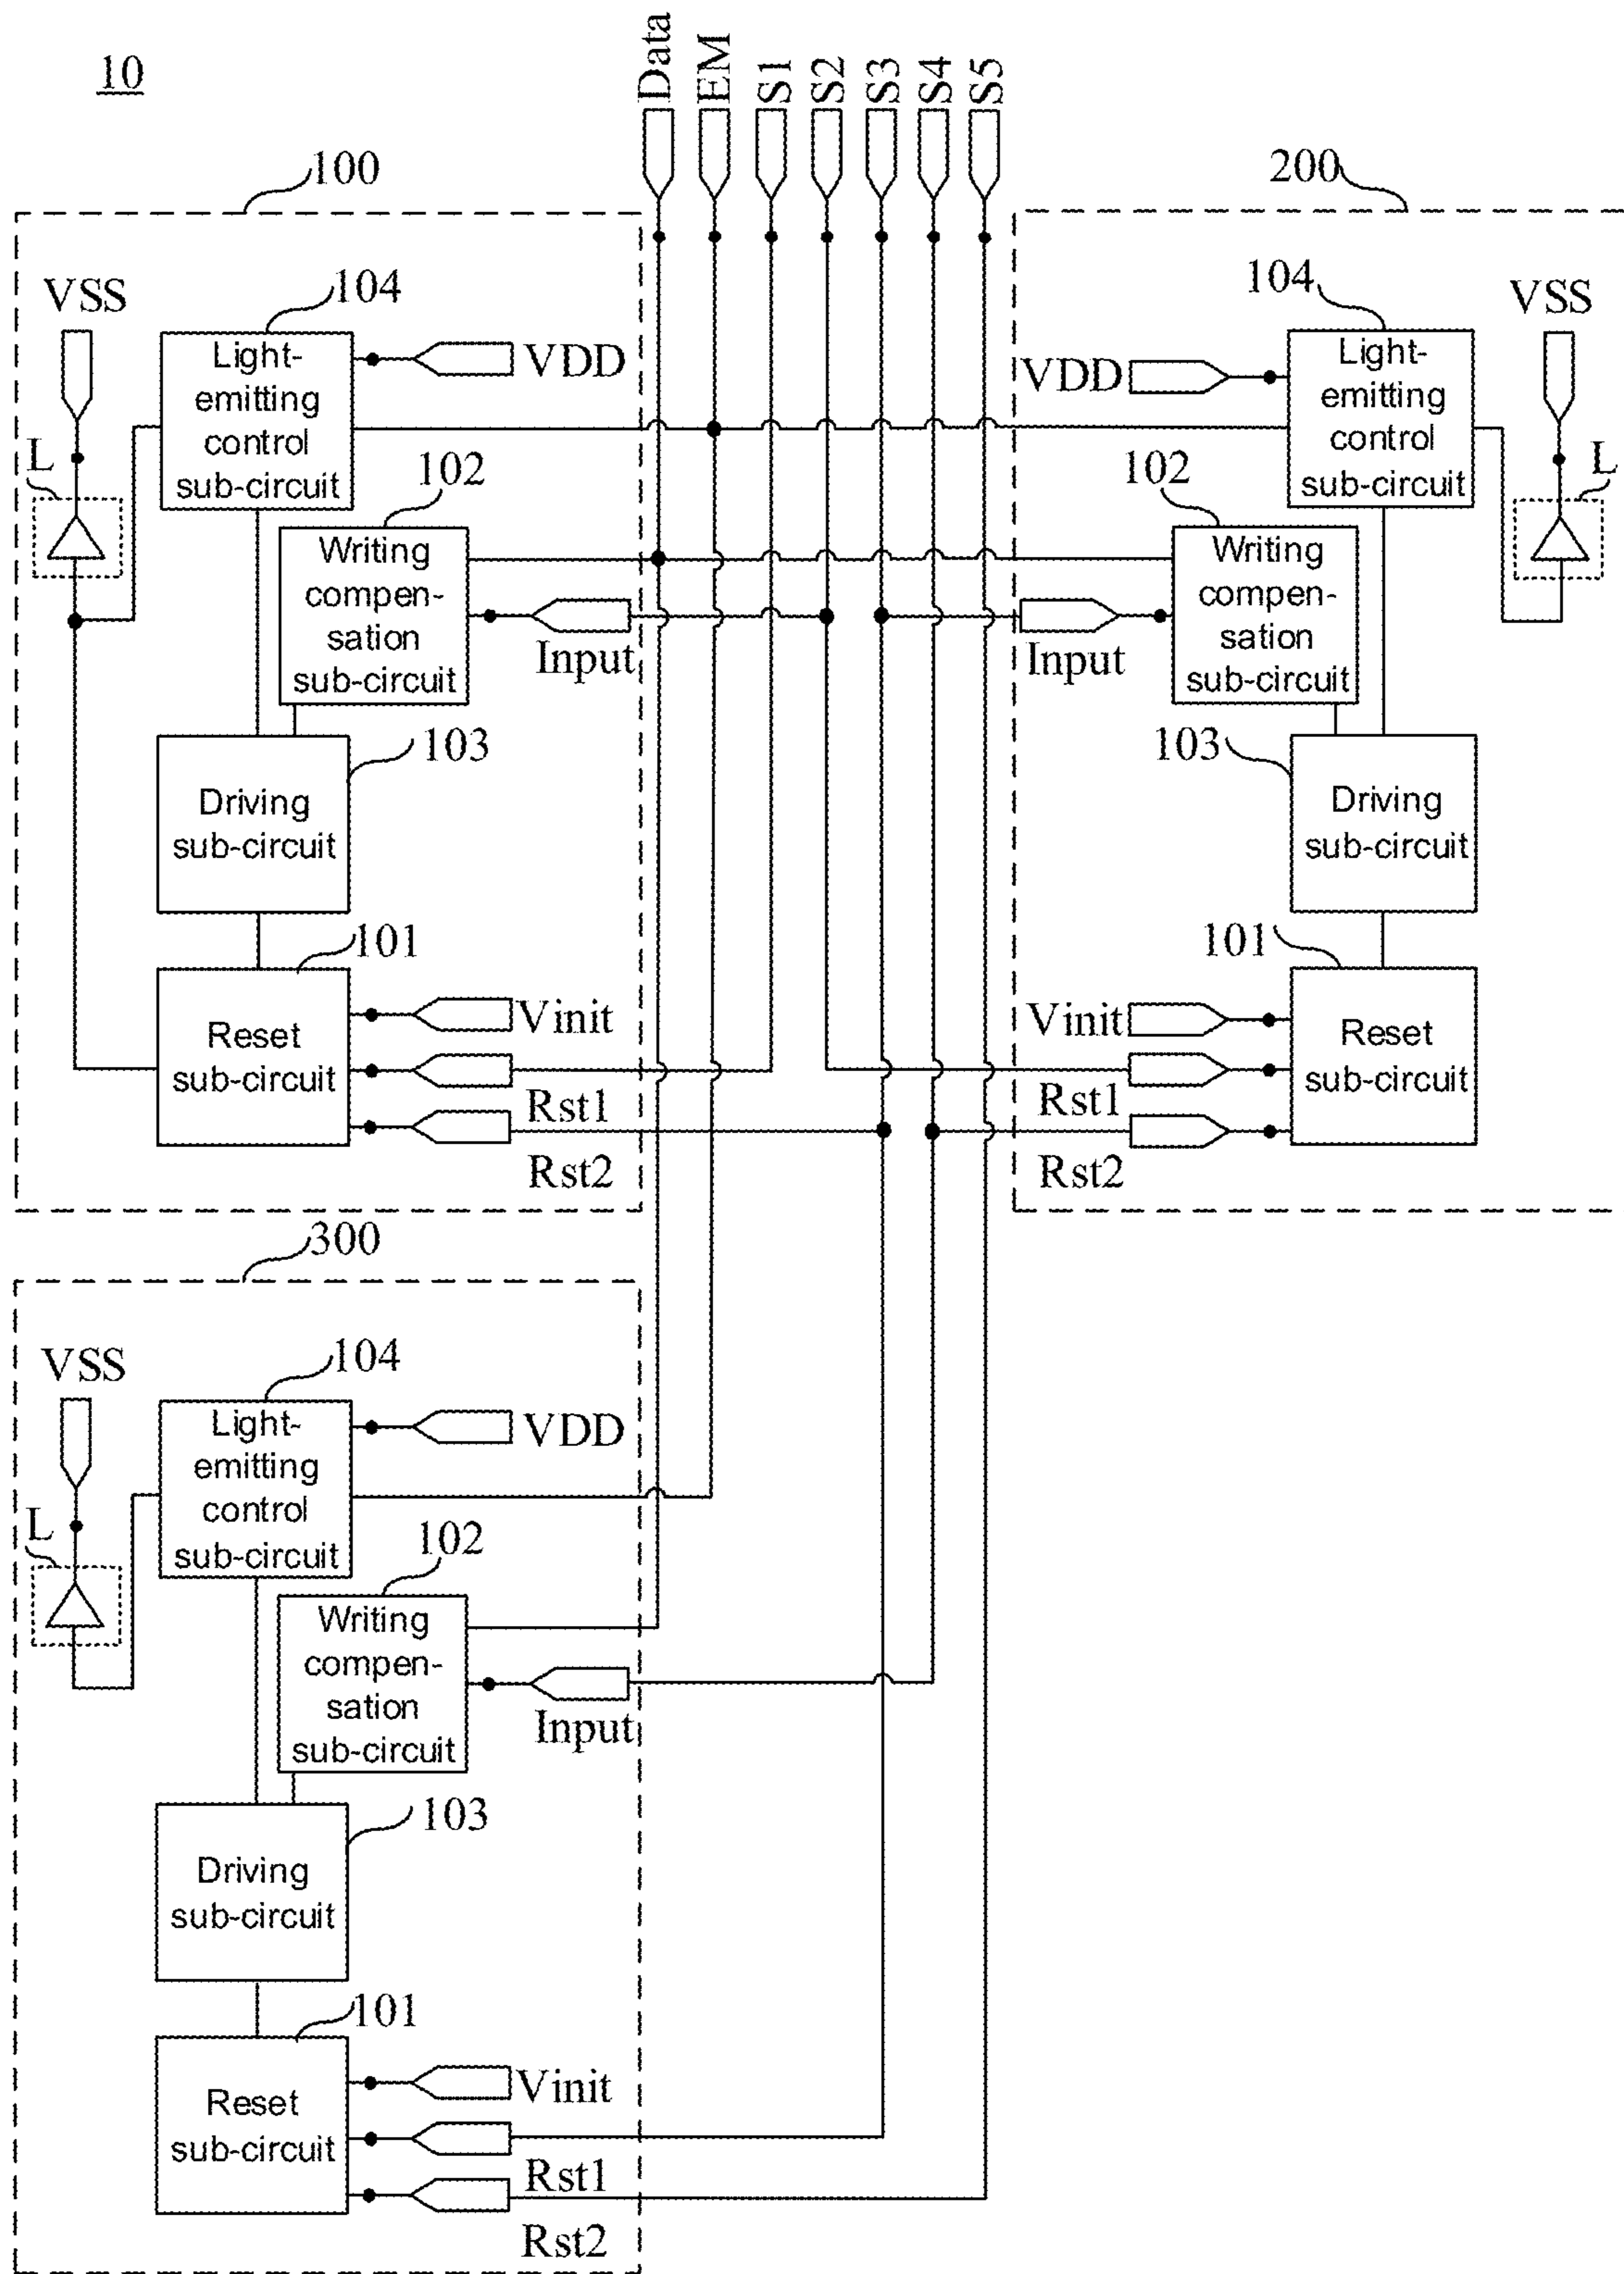 10
Data
EM
S1
S2
S3
S4
S5
100
200
VSS
104
Light-
emitting
control
sub-circuit
VDD
L
102
Writing
compen-
sation
sub-circuit
Input
103
Driving
sub-circuit
101
Reset
sub-circuit
Vinit
Rst1
Rst2
104
VSS
VDD
Light-
emitting
control
sub-circuit
L
102
Writing
compen-
sation
sub-circuit
Input
103
Driving
sub-circuit
101
Vinit
Reset
sub-circuit
Rst1
Rst2
300
VSS
104
Light-
emitting
control
sub-circuit
VDD
L
102
Writing
compen-
sation
sub-circuit
Input
103
Driving
sub-circuit
101
Reset
sub-circuit
Vinit
Rst1
Rst2